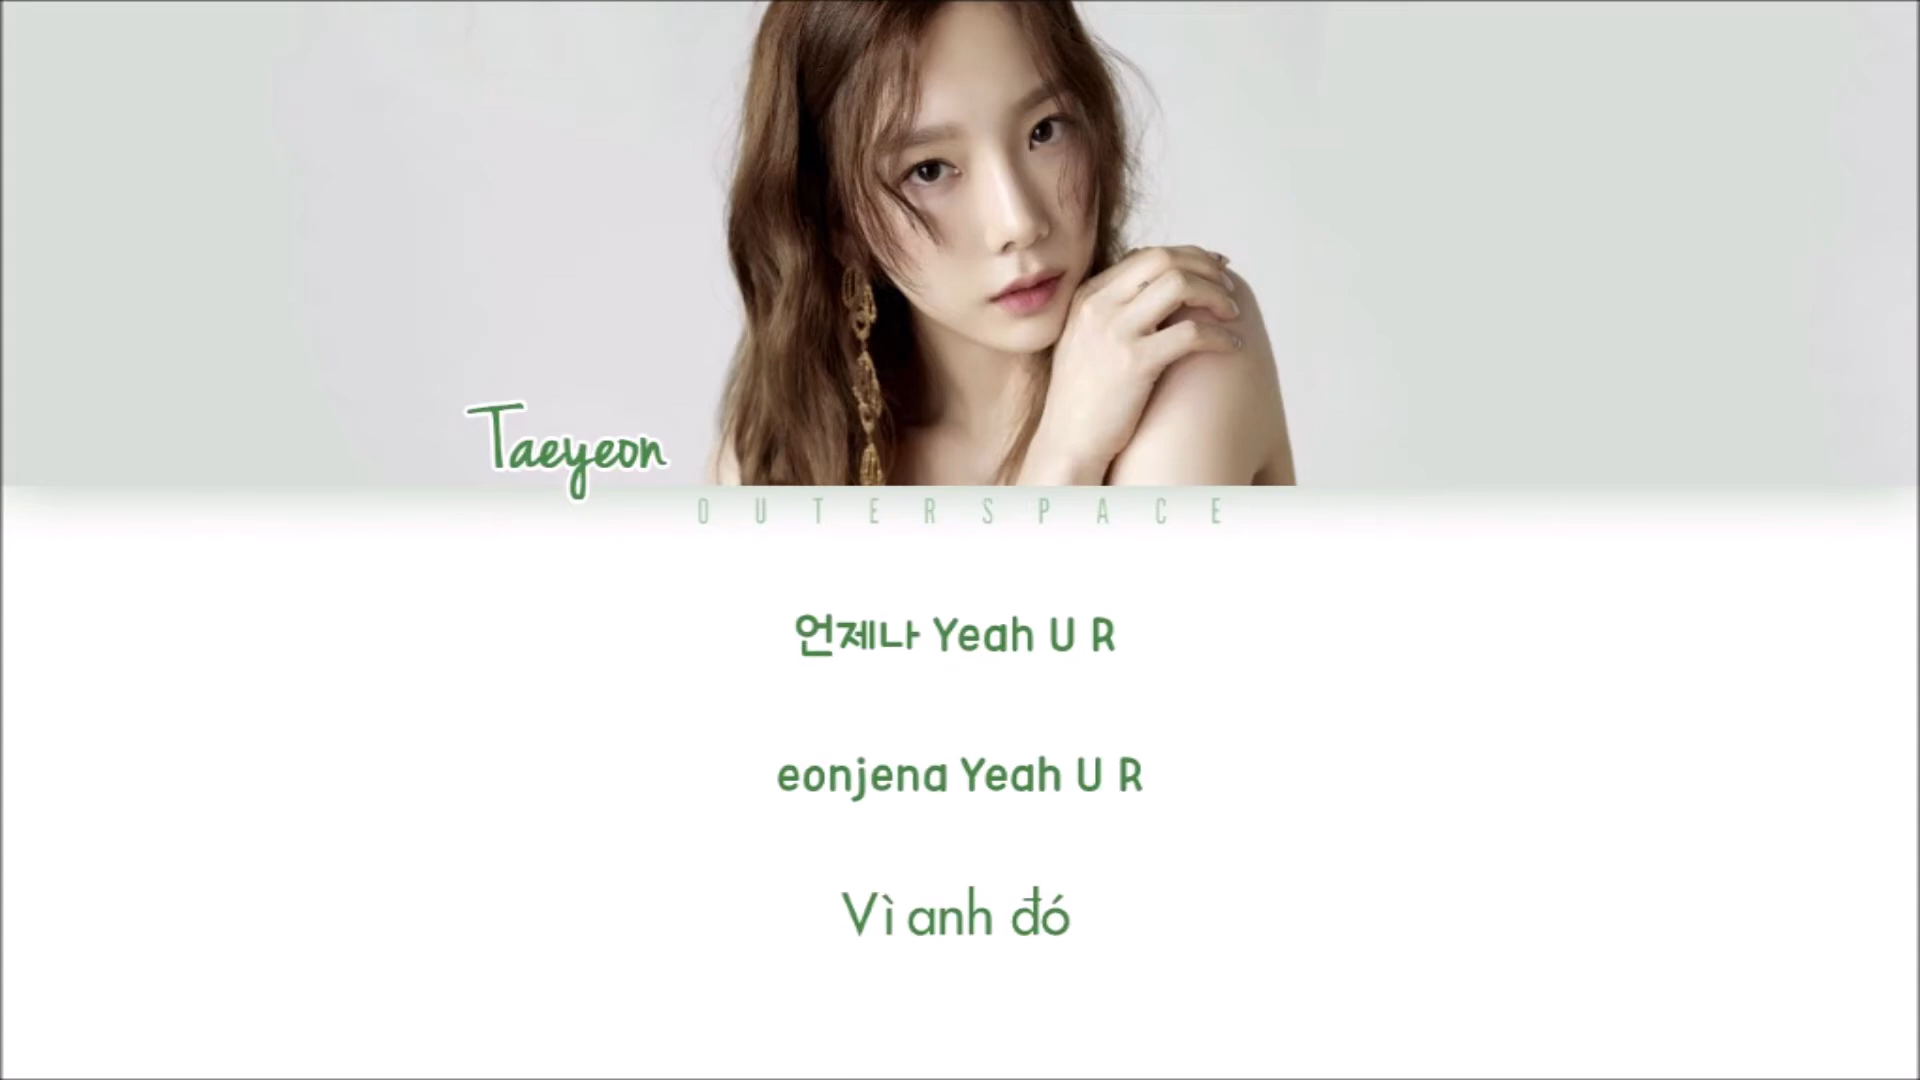 Taeyeon
OUTERSPACE
언제나 Yeah U R
eonjena Yeah U R
Vì anh đó